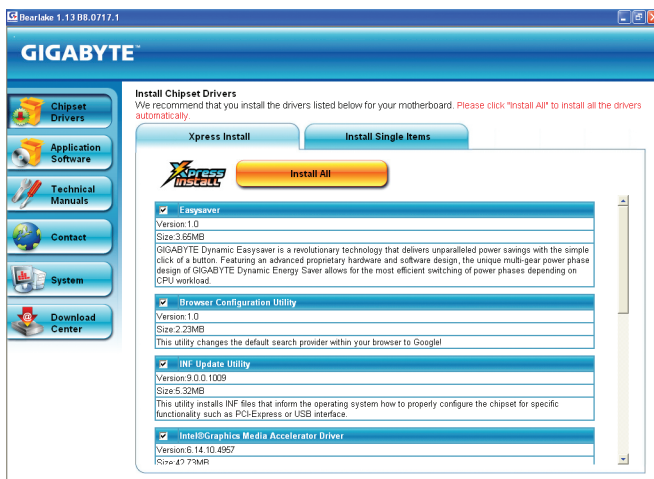 Bearlake 1.13 B8.0717.1
GIGABYTE™
Chipset
Drivers
Application
Software
Technical
Manuals
Contact
System
Download
Center
Install Chipset Drivers
We recommend that you install the drivers listed below for your motherboard. Please click "Install All" to install all the drivers
automatically.
Xpress Install
Install Single Items
Xpress
Install
Install All
Easysaver
Version:1.0
Size:3.65MB
GIGABYTE Dynamic Easysaver is a revolutionary technology that delivers unparalleled power savings with the simple
click of a button. Featuring an advanced proprietary hardware and software design, the unique multi-gear power phase
design of GIGABYTE Dynamic Energy Saver allows for the most efficient switching of power phases depending on
CPU workload.
Browser Configuration Utility
Version:1.0
Size:2.23MB
This utility changes the default search provider within your browser to Google!
INF Update Utility
Version:9.0.0.1009
Size:5.32MB
This utility installs INF files that inform the operating system how to properly configure the chipset for specific
functionality such as PCI-Express or USB interface.
Intel®Graphics Media Accelerator Driver
Version:6.14.10.4957
Size:42.73MB